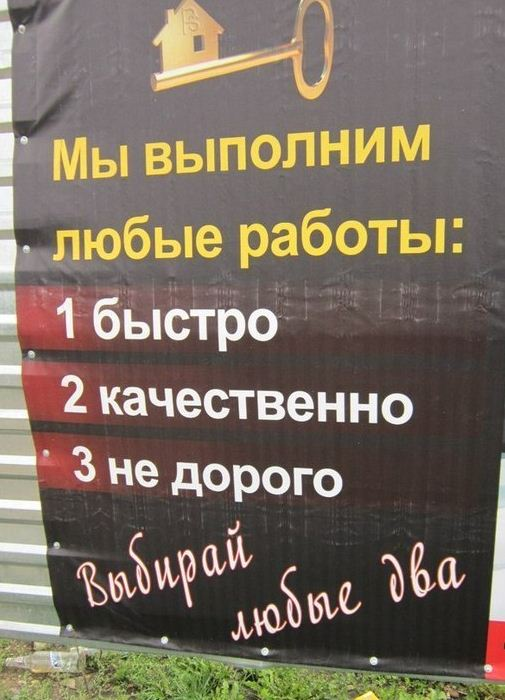 Мы выполним
любые работы:
1 быстро
2 качественно
3 не дорого
Выбирай
любые два